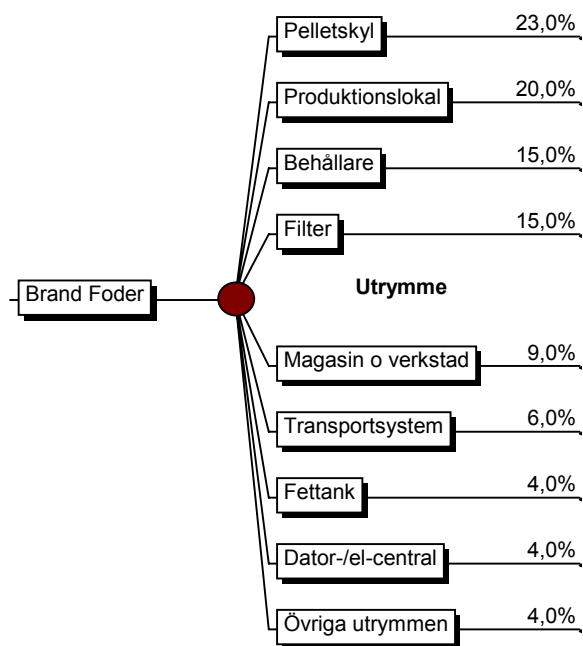 Pelletskyl 23,0%
Produktionslokal 20,0%
Behållare 15,0%
Filter 15,0%
Brand Foder
Utrymme
Magasin o verkstad 9,0%
Transportsystem 6,0%
Fettank 4,0%
Dator-/el-central 4,0%
Övriga utrymmen 4,0%